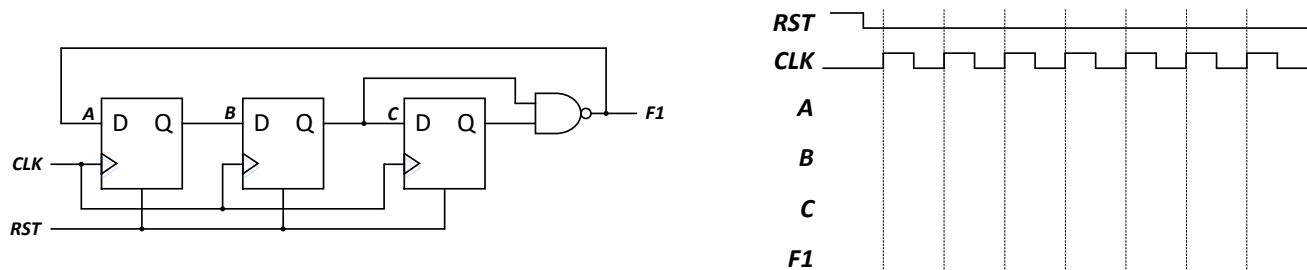 A D Q B D Q C D Q F1
CLK
RST
RST
CLK
A
B
C
F1